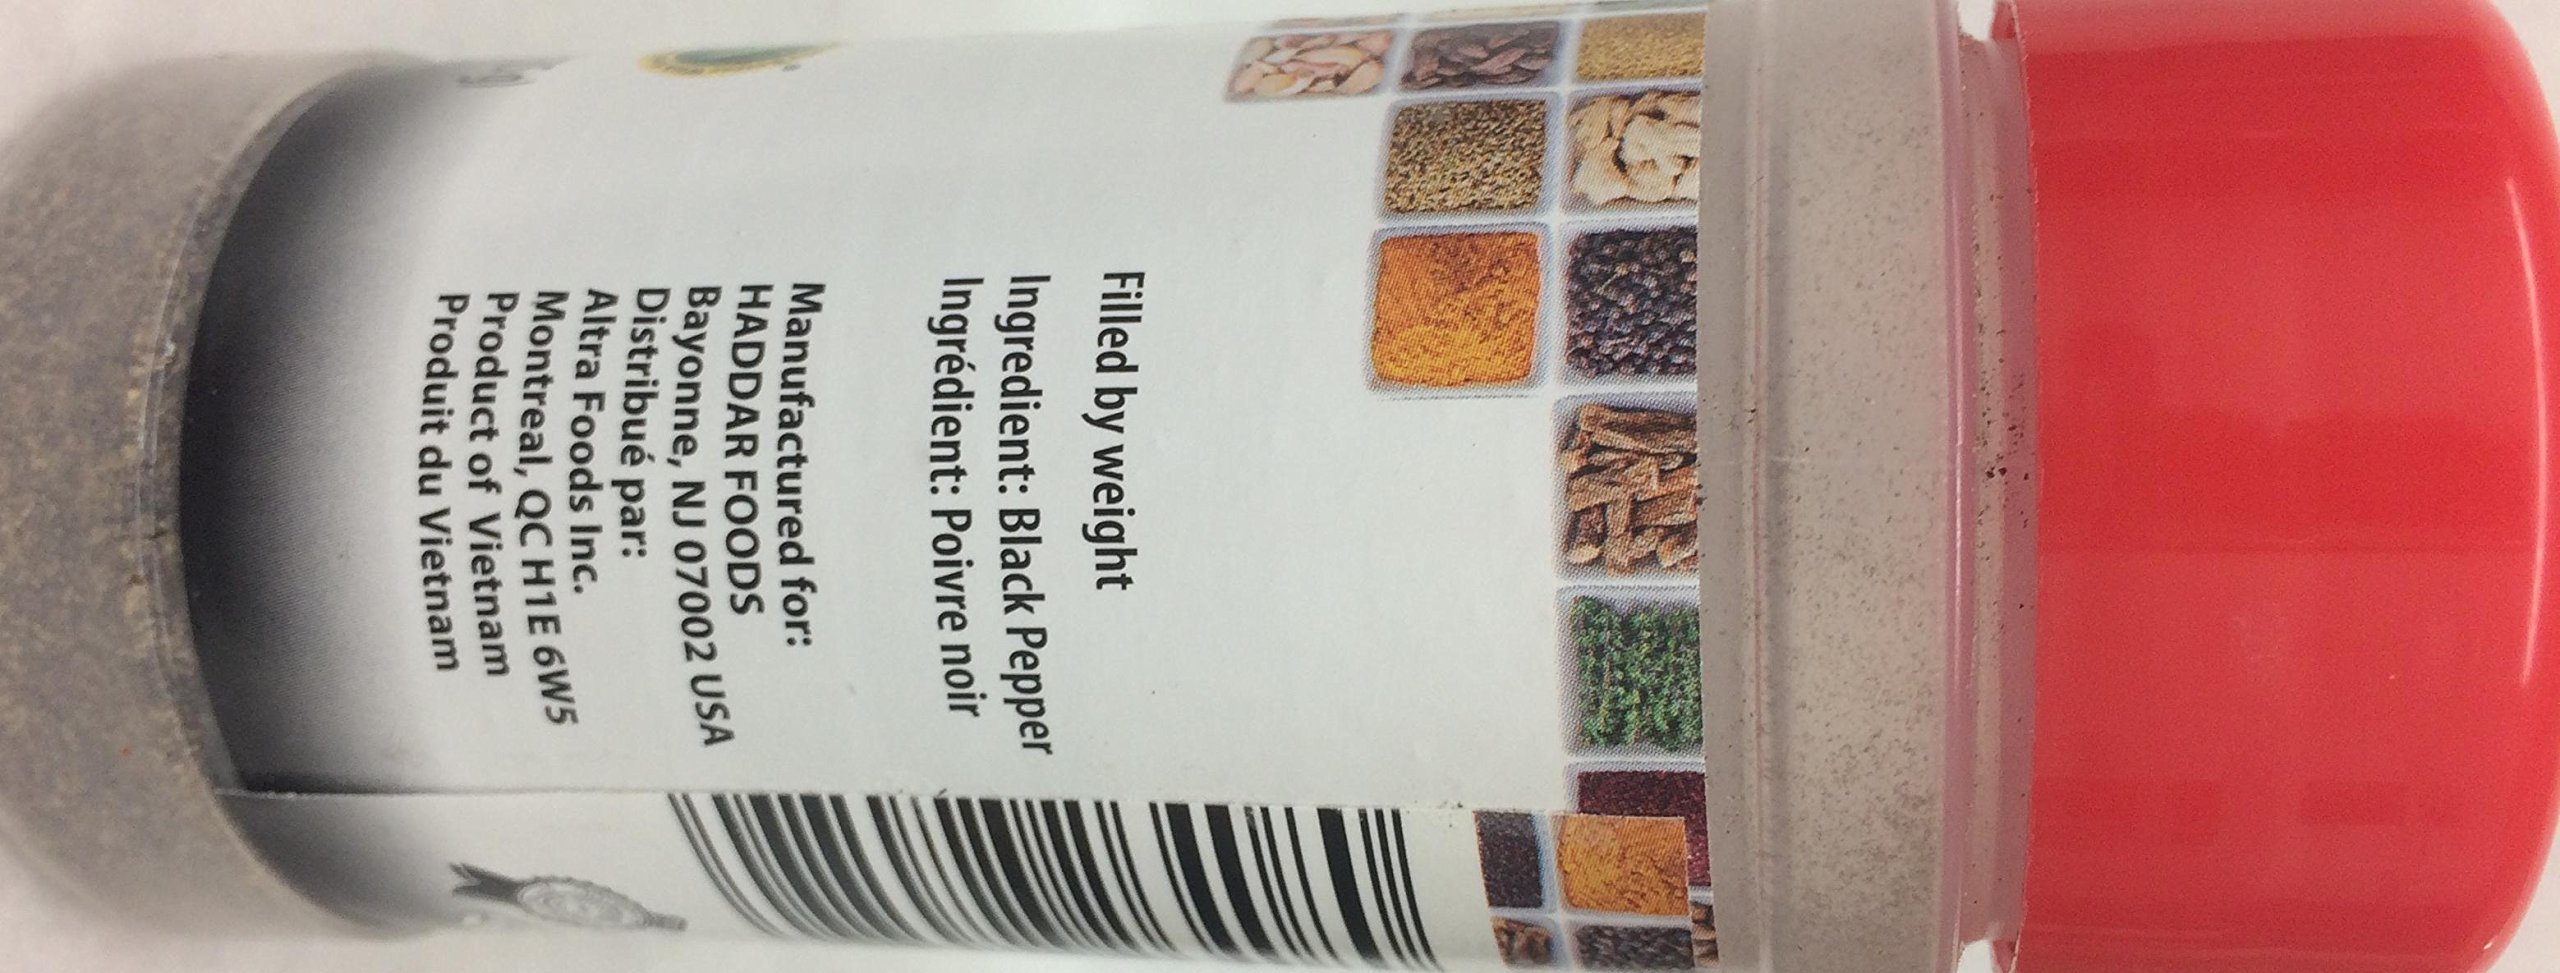 Filled by weight
Ingredient: Black Pepper
Ingrédient: Poivre noir
Manufactured for:
HADDAR FOODS
Bayonne, NJ 07002 USA
Distribué par:
Altra Foods Inc.
Montreal, QC H1E 6W5
Product of Vietnam
Produit du Vietnam